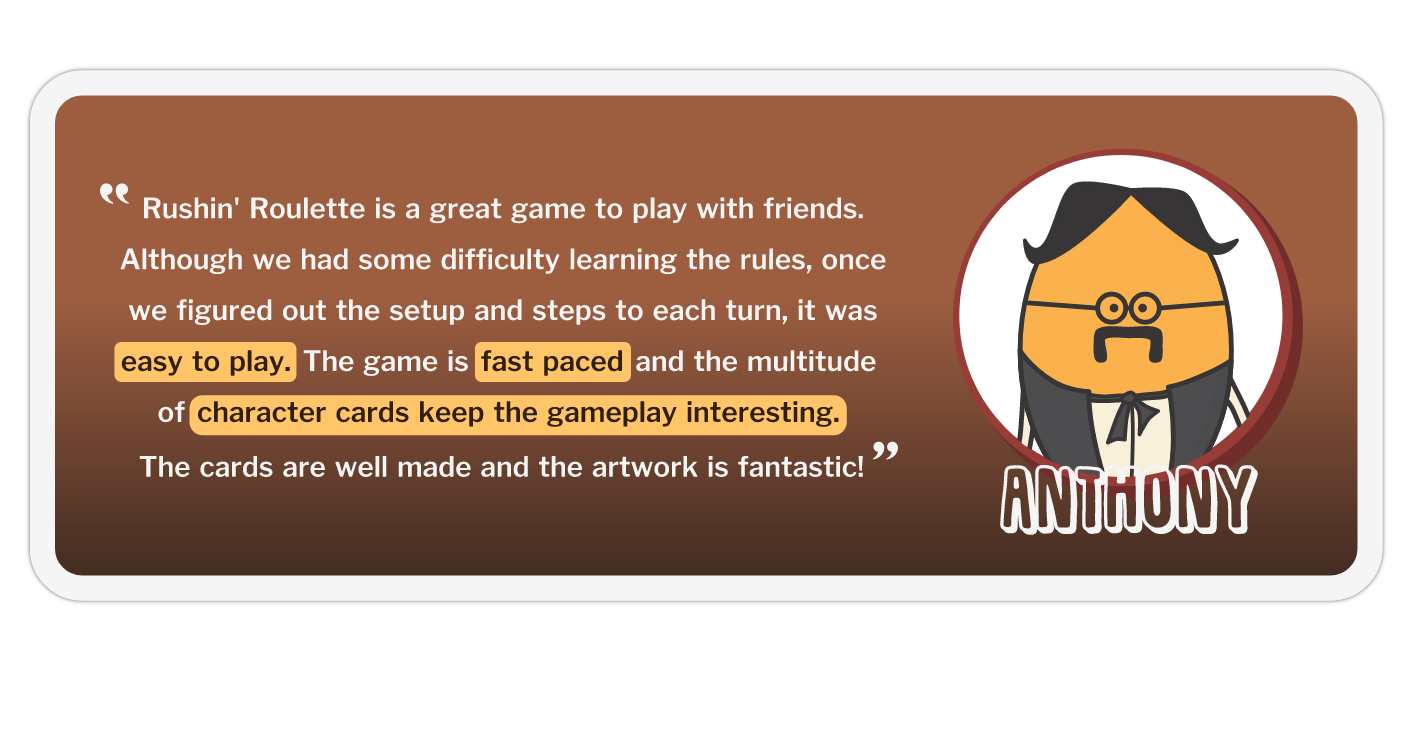 “ Rushin' Roulette is a great game to play with friends.
Although we had some difficulty learning the rules, once
we figured out the setup and steps to each turn, it was
easy to play. The game is fast paced and the multitude
of character cards keep the gameplay interesting.
The cards are well made and the artwork is fantastic! ”
ANTHONY